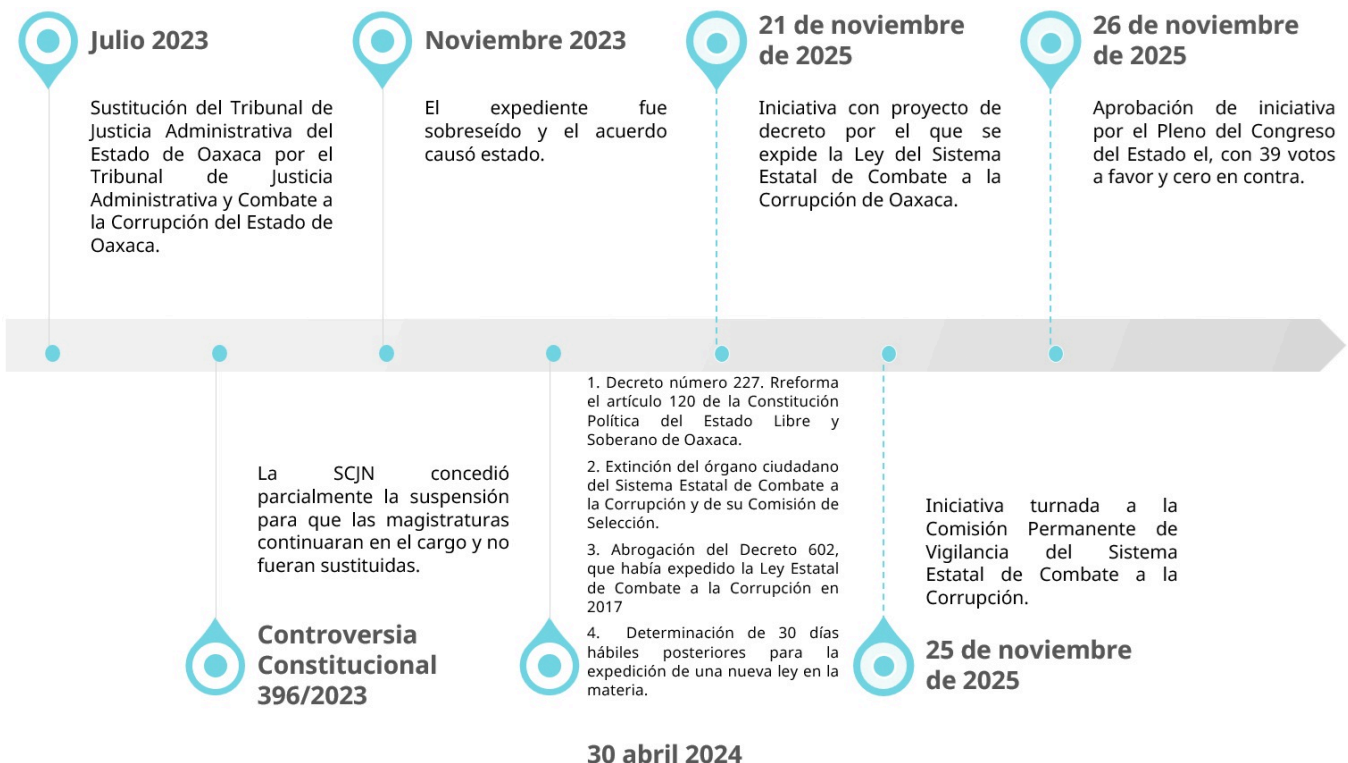 Julio 2023
Sustitución del Tribunal de
Justicia Administrativa del
Estado de Oaxaca por el
Tribunal de Justicia
Administrativa y Combate a
la Corrupción del Estado de
Oaxaca.
Noviembre 2023
El expediente fue
sobreseído y el acuerdo
causó estado.
21 de noviembre
de 2025
Iniciativa con proyecto de
decreto por el que se
expide la Ley del Sistema
Estatal de Combate a la
Corrupción de Oaxaca.
26 de noviembre
de 2025
Aprobación de iniciativa
por el Pleno del Congreso
del Estado el, con 39 votos
a favor y cero en contra.
La SCJN concedió
parcialmente la suspensión
para que las magistraturas
continuaran en el cargo y no
fueran sustituidas.
Controversia
Constitucional
396/2023
1. Decreto número 227. Rreforma
el artículo 120 de la Constitución
Política del Estado Libre y
Soberano de Oaxaca.
2. Extinción del órgano ciudadano
del Sistema Estatal de Combate a
la Corrupción y de su Comisión de
Selección.
3. Abrogación del Decreto 602,
que había expedido la Ley Estatal
de Combate a la Corrupción en
2017
4. Determinación de 30 días
hábiles posteriores para la
expedición de una nueva ley en la
materia.
30 abril 2024
Iniciativa turnada a la
Comisión Permanente de
Vigilancia del Sistema
Estatal de Combate a la
Corrupción.
25 de noviembre
de 2025